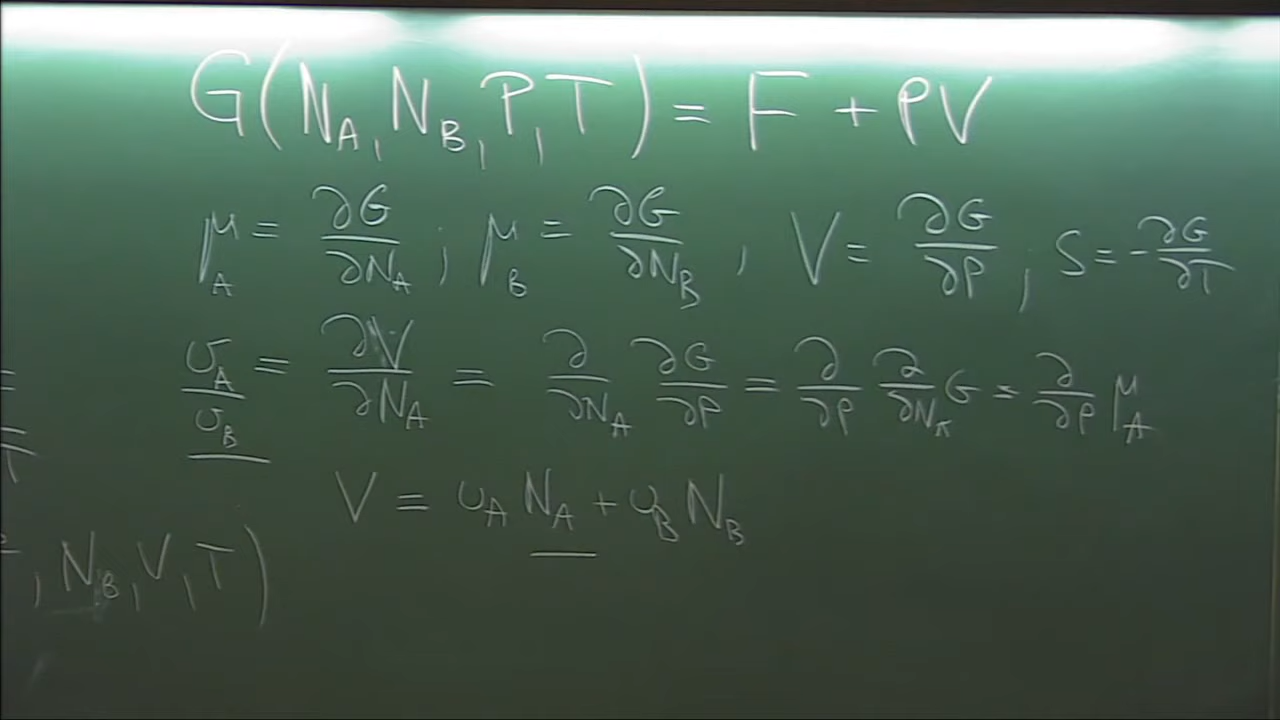 G(N_A, N_B, P, T) = F + PV
μ_A = ∂G/∂N_A ; μ_B = ∂G/∂N_B , V = ∂G/∂P ; S = -∂G/∂T
υ_A = ∂V/∂N_A = ∂/∂N_A ∂G/∂P = ∂/∂P ∂/∂N_A G = ∂/∂P μ_A
υ_B
V = υ_A N_A + υ_B N_B
, N_B, V, T)